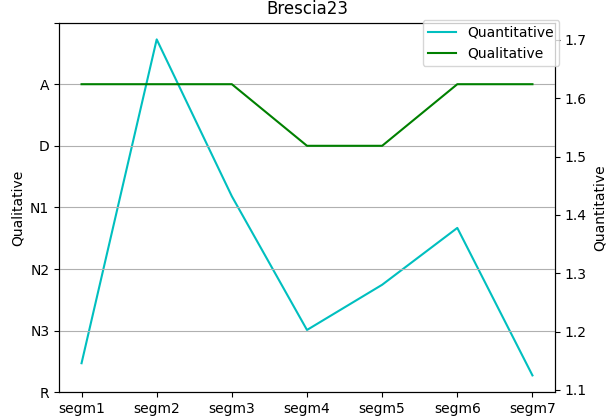 Brescia23
Quantitative
Qualitative
A
D
N1
N2
N3
R
Qualitative
1.7
1.6
1.5
1.4
1.3
1.2
1.1
Quantitative
segm1 segm2 segm3 segm4 segm5 segm6 segm7